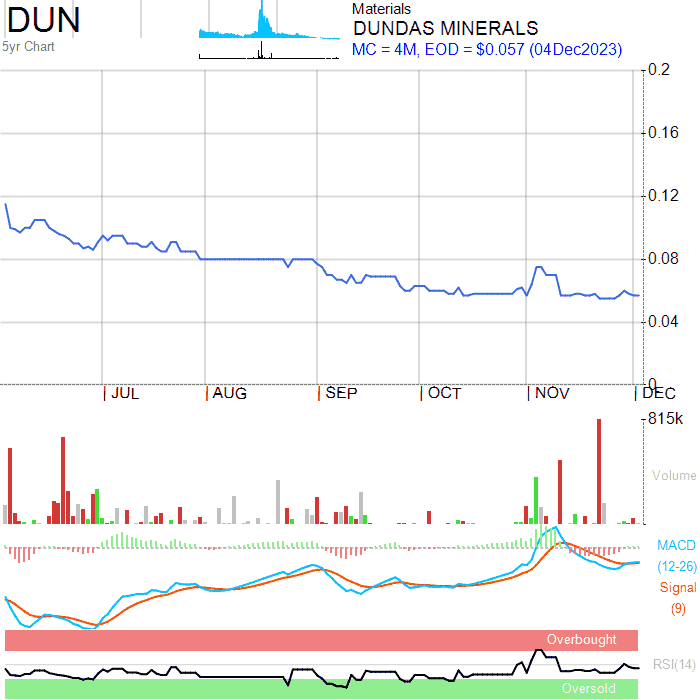 DUN
5yr Chart
Materials
DUNDAS MINERALS
MC = 4M, EOD = $0.057 (04Dec2023)
0.2
0.16
0.12
0.08
0.04
0
JUL AUG SEP OCT NOV DEC
815k
Volume
MACD
(12-26)
Signal
(9)
Overbought
RSI(14)
Oversold